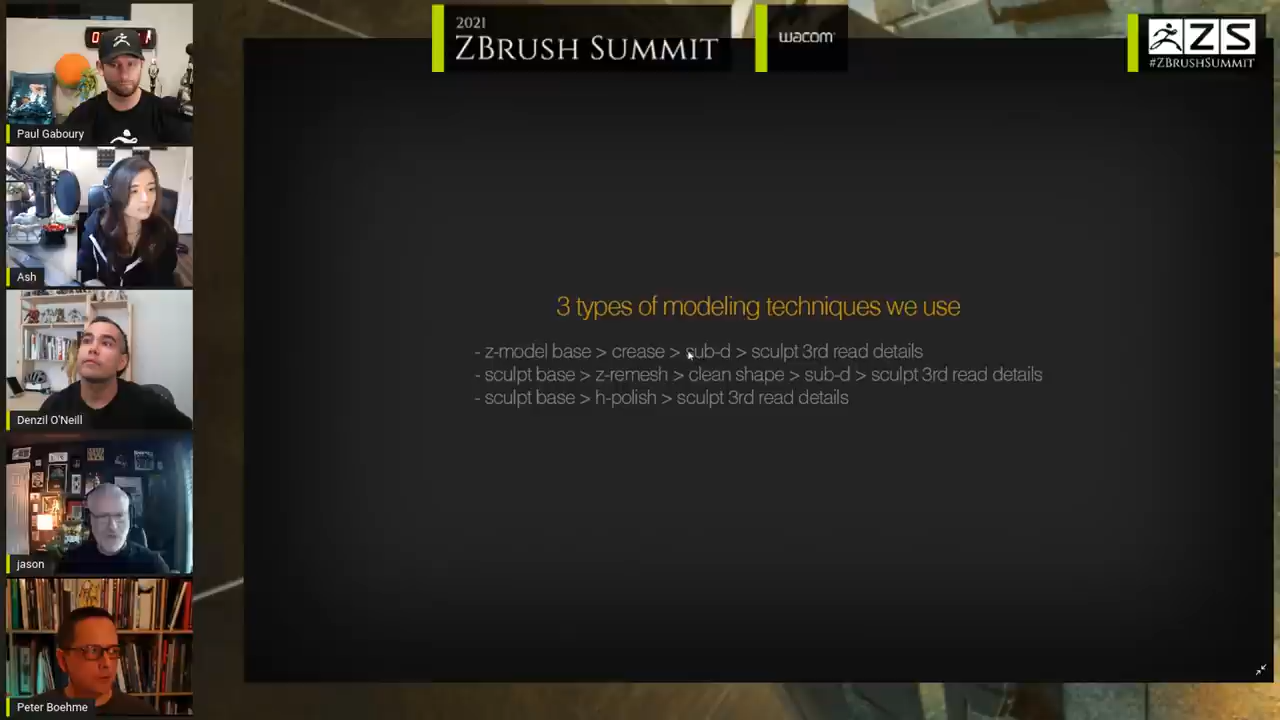 2021
ZBRUSH SUMMIT
wacom
ZS
#ZBRUSHSUMMIT
Paul Gaboury
Ash
Denzil O'Neill
jason
Peter Boehme
3 types of modeling techniques we use
- z-model base > crease > sub-d > sculpt 3rd read details
- sculpt base > z-remesh > clean shape > sub-d > sculpt 3rd read details
- sculpt base > h-polish > sculpt 3rd read details